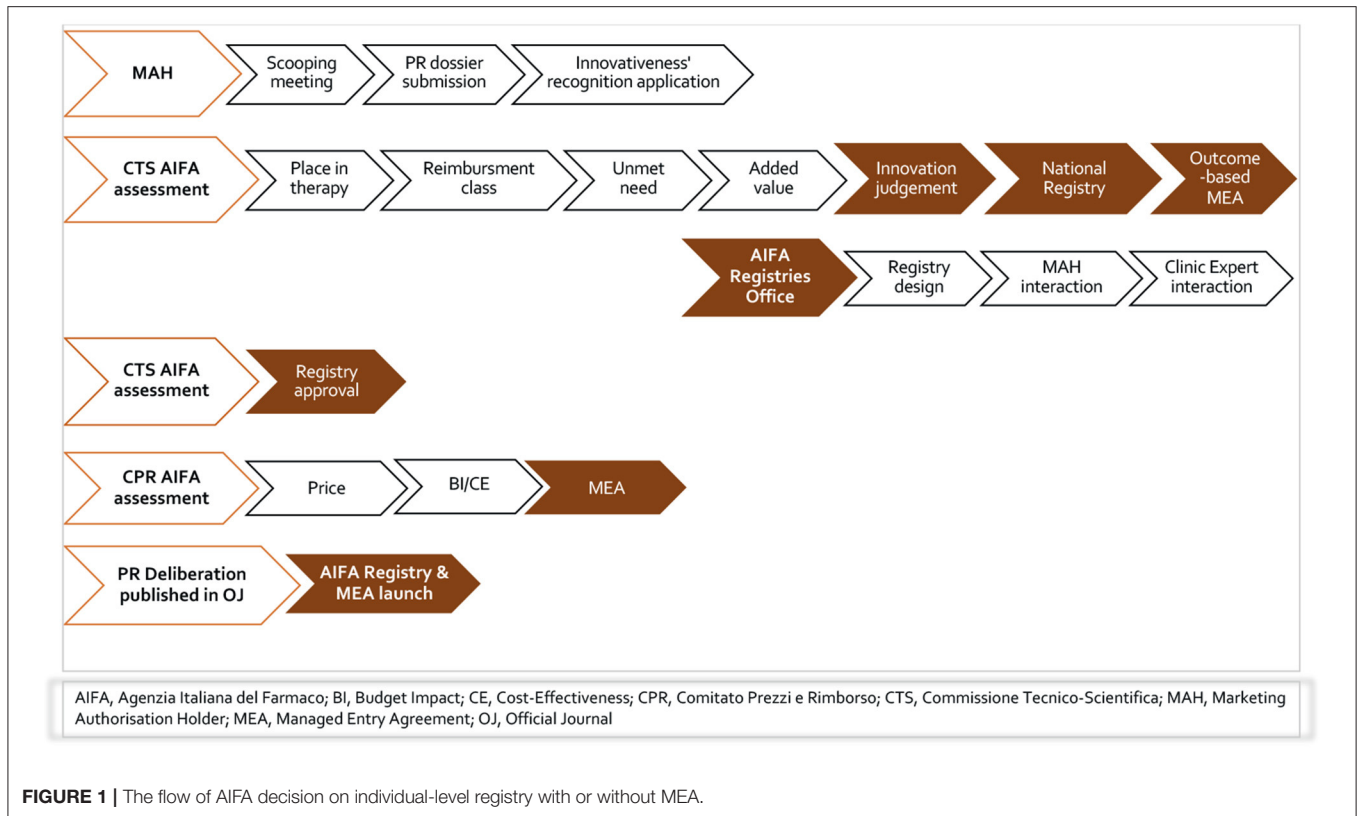 MAH
Scooping
meeting
PR dossier
submission
Innovativeness'
recognition application
CTS AIFA
assessment
Place in
therapy
Reimbursment
class
Unmet
need
Added
value
Innovation
judgement
National
Registry
Outcome
-based
MEA
AIFA
Registries
Office
Registry
design
MAH
interaction
Clinic Expert
interaction
CTS AIFA
assessment
Registry
approval
CPR AIFA
assessment
Price
BI/CE
MEA
PR Deliberation
published in OJ
AIFA Registry &
MEA launch
AIFA, Agenzia Italiana del Farmaco; BI, Budget Impact; CE, Cost-Effectiveness; CPR, Comitato Prezzi e Rimborso; CTS, Commissione Tecnico-Scientifica; MAH, Marketing
Authorisation Holder; MEA, Managed Entry Agreement; OJ, Official Journal
FIGURE 1 | The flow of AIFA decision on individual-level registry with or without MEA.